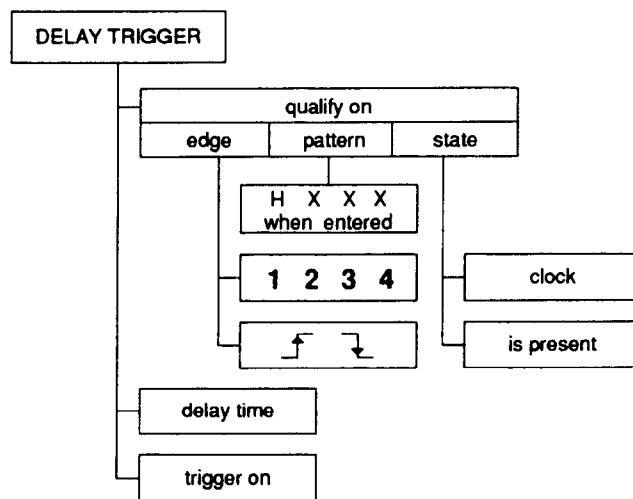 DELAY TRIGGER
qualify on
edge pattern state
H X X X
when entered
1 2 3 4
clock
is present
delay time
trigger on